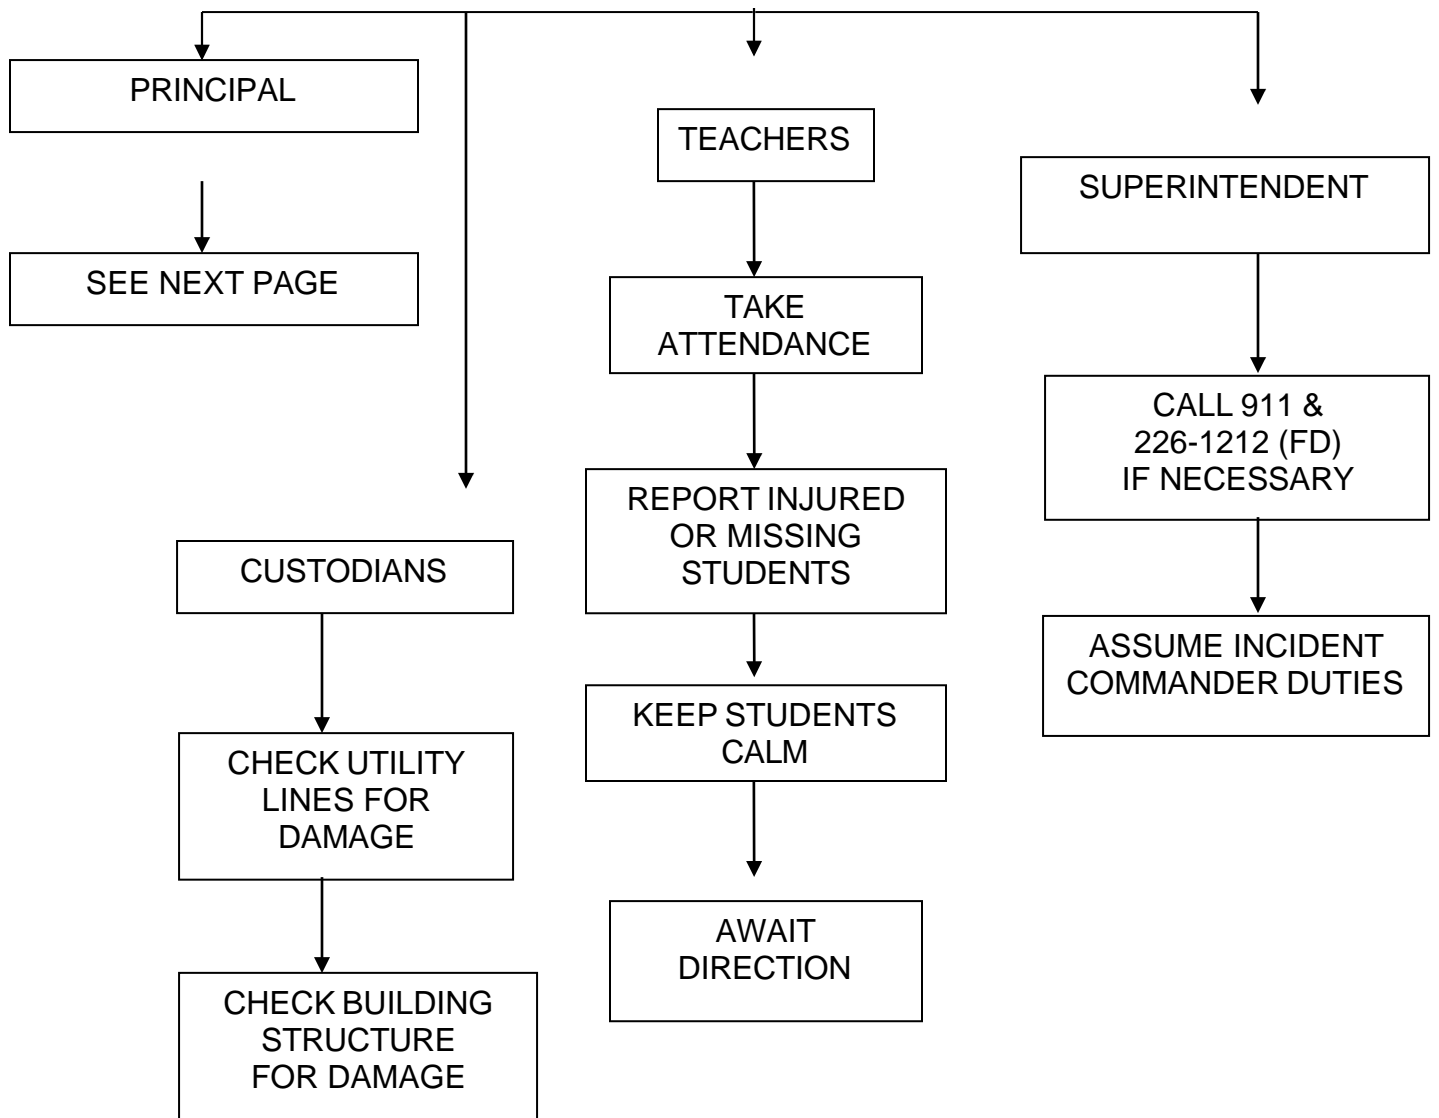 PRINCIPAL
SEE NEXT PAGE
CUSTODIANS
CHECK UTILITY
LINES FOR
DAMAGE
CHECK BUILDING
STRUCTURE
FOR DAMAGE
TEACHERS
TAKE
ATTENDANCE
REPORT INJURED
OR MISSING
STUDENTS
KEEP STUDENTS
CALM
AWAIT
DIRECTION
SUPERINTENDENT
CALL 911 &
226-1212 (FD)
IF NECESSARY
ASSUME INCIDENT
COMMANDER DUTIES